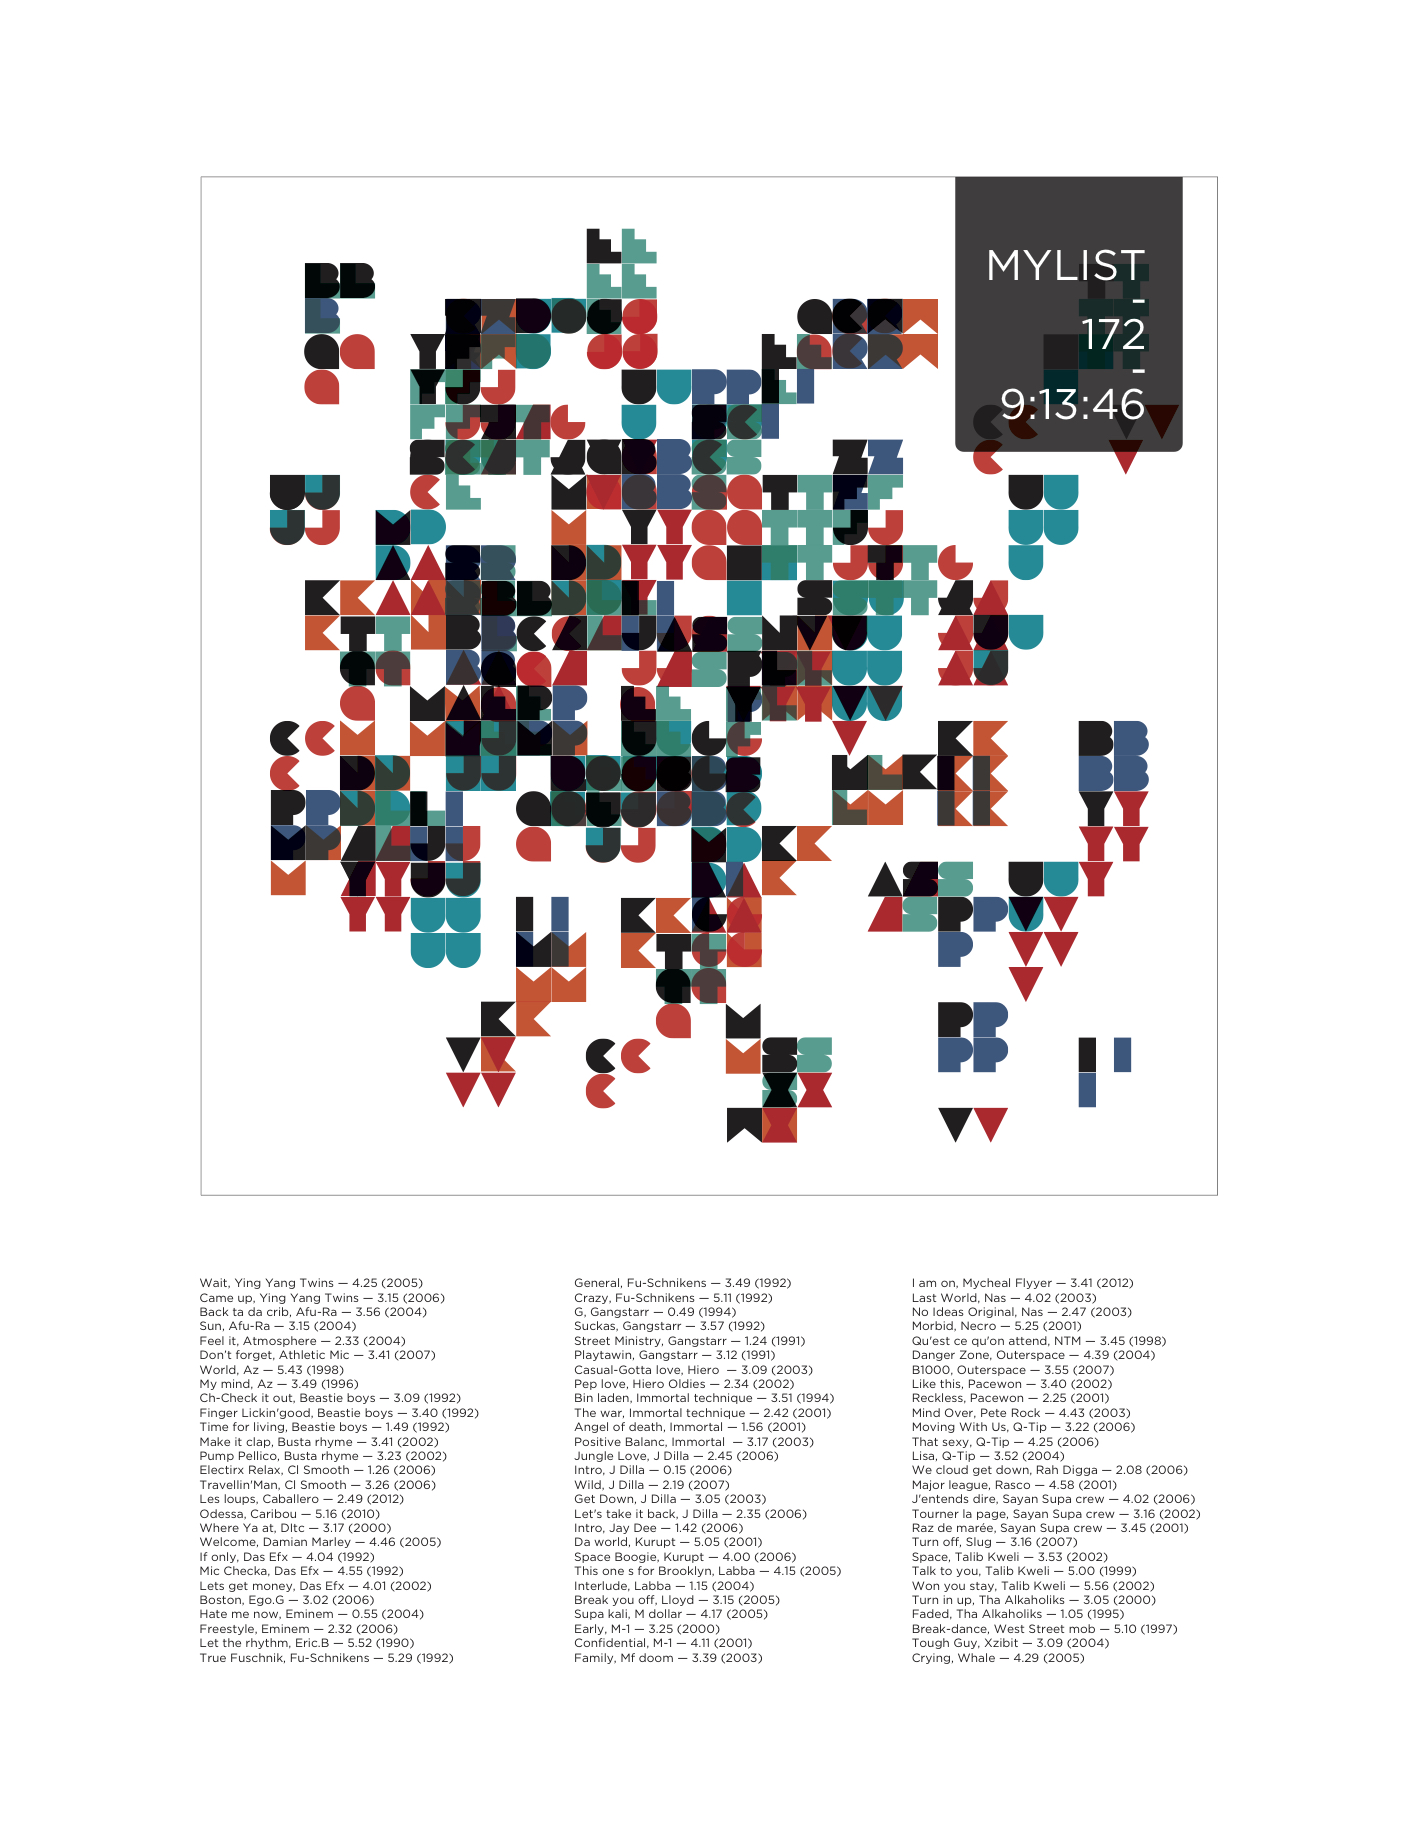 MYLIST
-
172
-
9:13:46
Wait, Ying Yang Twins — 4.25 (2005)
Came up, Ying Yang Twins — 3.15 (2006)
Back ta da crib, Afu-Ra — 3.56 (2004)
Sun, Afu-Ra — 3.15 (2004)
Feel it, Atmosphere — 2.33 (2004)
Don't forget, Athletic Mic — 3.41 (2007)
World, Az — 5.43 (1998)
My mind, Az — 3.49 (1996)
Ch-Check it out, Beastie boys — 3.09 (1992)
Finger Lickin'good, Beastie boys — 3.40 (1992)
Time for living, Beastie boys — 1.49 (1992)
Make it clap, Busta rhyme — 3.41 (2002)
Pump Pellico, Busta rhyme — 3.23 (2002)
Electirx Relax, Cl Smooth — 1.26 (2006)
Travellin'Man, Cl Smooth — 3.26 (2006)
Les loups, Caballero — 2.49 (2012)
Odessa, Caribou — 5.16 (2010)
Where Ya at, DItc — 3.17 (2000)
Welcome, Damian Marley — 4.46 (2005)
If only, Das Efx — 4.04 (1992)
Mic Checka, Das Efx — 4.55 (1992)
Lets get money, Das Efx — 4.01 (2002)
Boston, Ego.G — 3.02 (2006)
Hate me now, Eminem — 0.55 (2004)
Freestyle, Eminem — 2.32 (2006)
Let the rhythm, Eric.B — 5.52 (1990)
True Fuschnik, Fu-Schnikens — 5.29 (1992)
General, Fu-Schnikens — 3.49 (1992)
Crazy, Fu-Schnikens — 5.11 (1992)
G, Gangstarr — 0.49 (1994)
Suckas, Gangstarr — 3.57 (1992)
Street Ministry, Gangstarr — 1.24 (1991)
Playtawin, Gangstarr — 3.12 (1991)
Casual-Gotta love, Hiero — 3.09 (2003)
Pep love, Hiero Oldies — 2.34 (2002)
Bin laden, Immortal technique — 3.51 (1994)
The war, Immortal technique — 2.42 (2001)
Angel of death, Immortal — 1.56 (2001)
Positive Balanc, Immortal — 3.17 (2003)
Jungle Love, J Dilla — 2.45 (2006)
Intro, J Dilla — 0.15 (2006)
Wild, J Dilla — 2.19 (2007)
Get Down, J Dilla — 3.05 (2003)
Let's take it back, J Dilla — 2.35 (2006)
Intro, Jay Dee — 1.42 (2006)
Da world, Kurupt — 5.05 (2001)
Space Boogie, Kurupt — 4.00 (2006)
This one s for Brooklyn, Labba — 4.15 (2005)
Interlude, Labba — 1.15 (2004)
Break you off, Lloyd — 3.15 (2005)
Supa kali, M dollar — 4.17 (2005)
Early, M-1 — 3.25 (2000)
Confidential, M-1 — 4.11 (2001)
Family, Mf doom — 3.39 (2003)
I am on, Mycheal Flyyer — 3.41 (2012)
Last World, Nas — 4.02 (2003)
No Ideas Original, Nas — 2.47 (2003)
Morbid, Necro — 5.25 (2001)
Qu'est ce qu'on attend, NTM — 3.45 (1998)
Danger Zone, Outerspace — 4.39 (2004)
B1000, Outerspace — 3.55 (2007)
Like this, Pacewon — 3.40 (2002)
Reckless, Pacewon — 2.25 (2001)
Mind Over, Pete Rock — 4.43 (2003)
Moving With Us, Q-Tip — 3.22 (2006)
That sexy, Q-Tip — 4.25 (2006)
Lisa, Q-Tip — 3.52 (2004)
We cloud get down, Rah Digga — 2.08 (2006)
Major league, Rasco — 4.58 (2001)
J'entends dire, Sayan Supa crew — 4.02 (2006)
Tourner la page, Sayan Supa crew — 3.16 (2002)
Raz de marée, Sayan Supa crew — 3.45 (2001)
Turn off, Slug — 3.16 (2007)
Space, Talib Kweli — 3.53 (2002)
Talk to you, Talib Kweli — 5.00 (1999)
Won you stay, Talib Kweli — 5.56 (2002)
Turn in up, Tha Alkaholiks — 3.05 (2000)
Faded, Tha Alkaholiks — 1.05 (1995)
Break-dance, West Street mob — 5.10 (1997)
Tough Guy, Xzibit — 3.09 (2004)
Crying, Whale — 4.29 (2005)